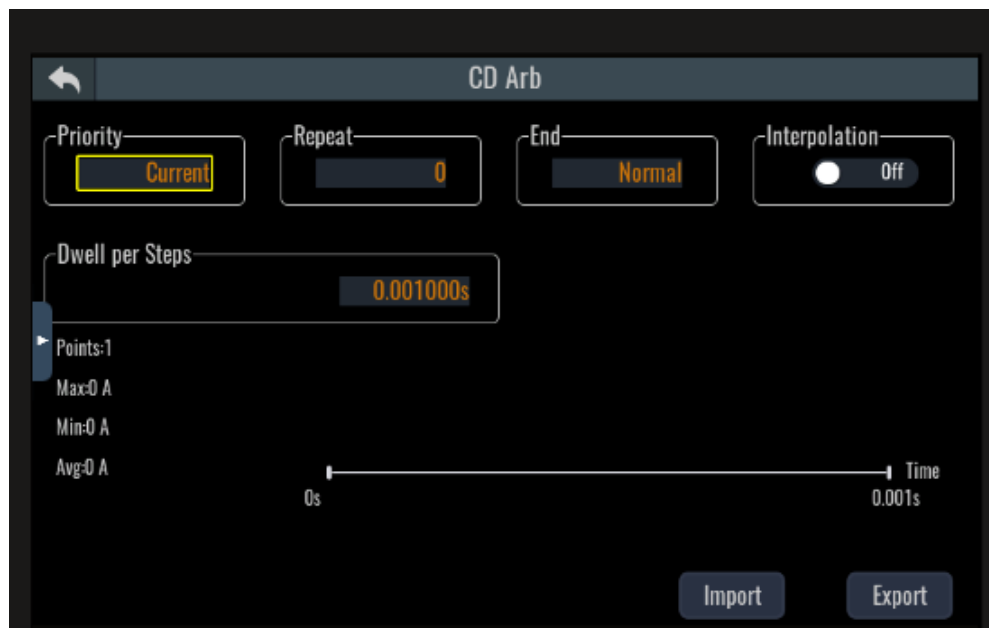 CD Arb
Priority
Repeat
End
Interpolation
Current
0
Normal
Off
Dwell per Steps
0.001000s
Points:1
Max:0 A
Min:0 A
Avg:0 A
Time
0s
0.001s
Import
Export